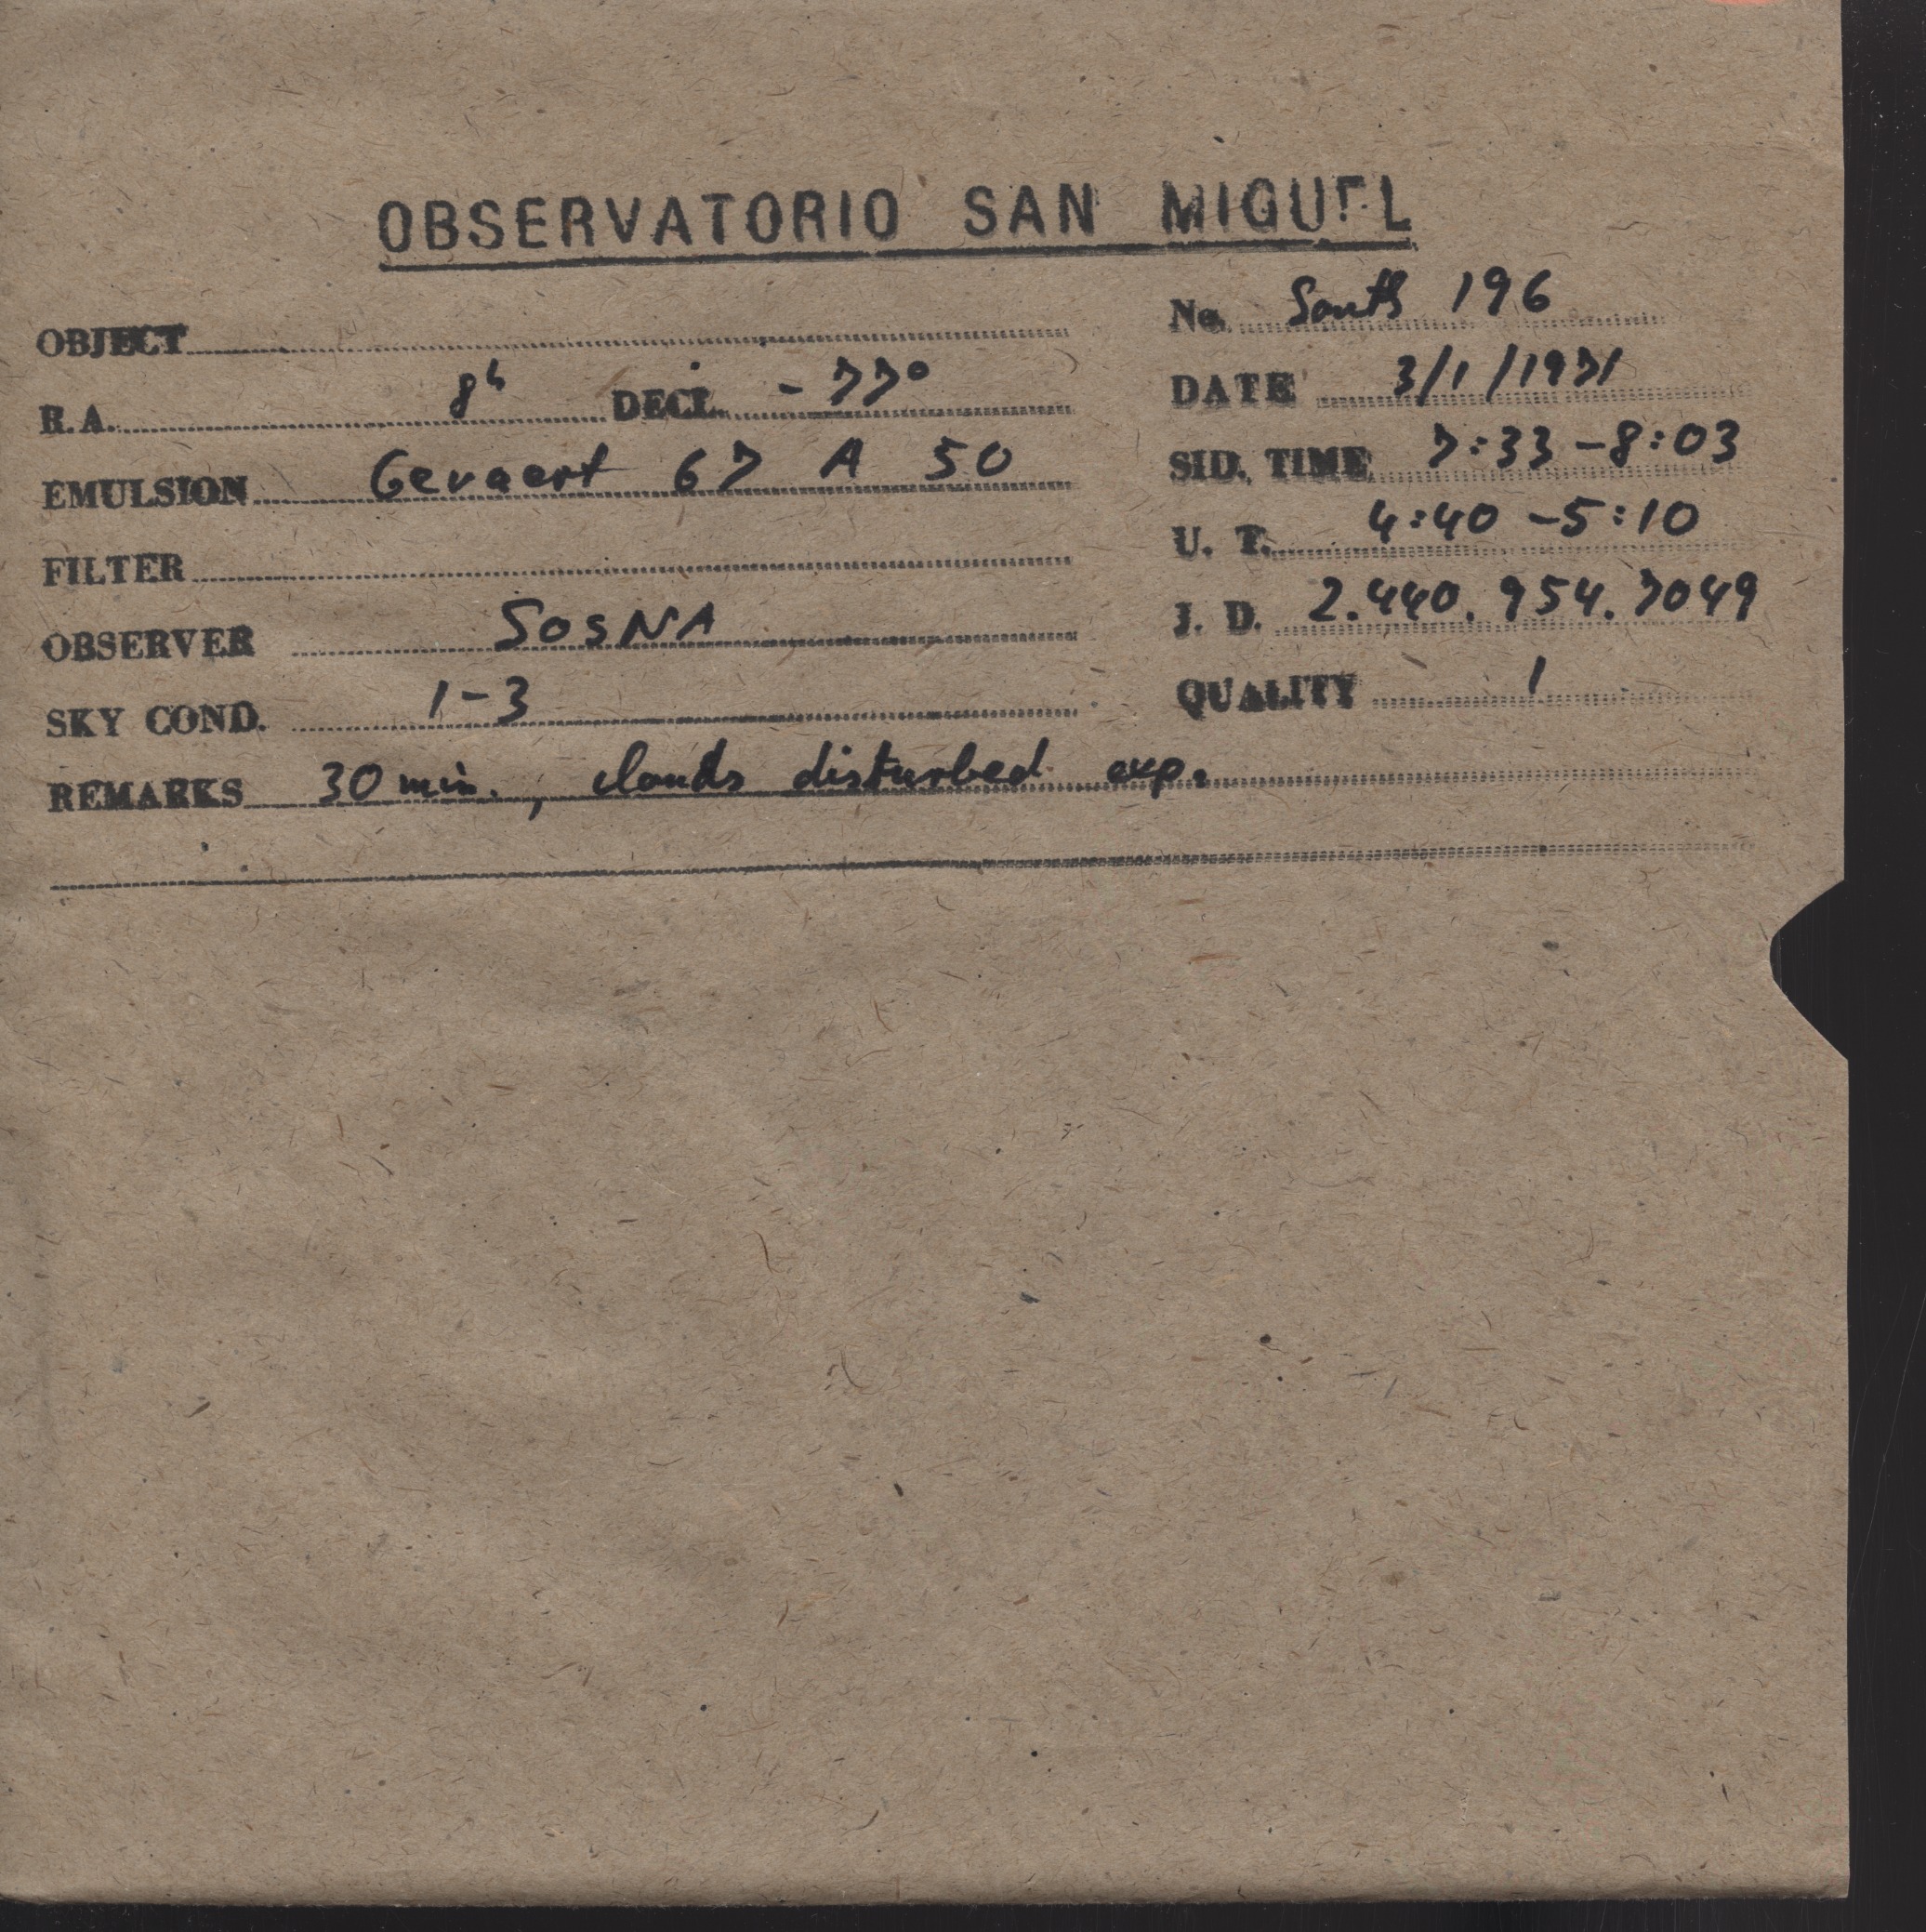 OBSERVATORIO SAN MIGUEL
No. South 196
OBJECT
DATE 3/1/1971
R.A. 8h DECL. -77°
SID. TIME 7:33-8:03
EMULSION Gevaert 67 A 50
U. T. 4:40-5:10
FILTER
J. D. 2.440.954.7049
OBSERVER SOSNA
QUALITY 1
SKY COND. 1-3
REMARKS 30 min., clouds disturbed exp.